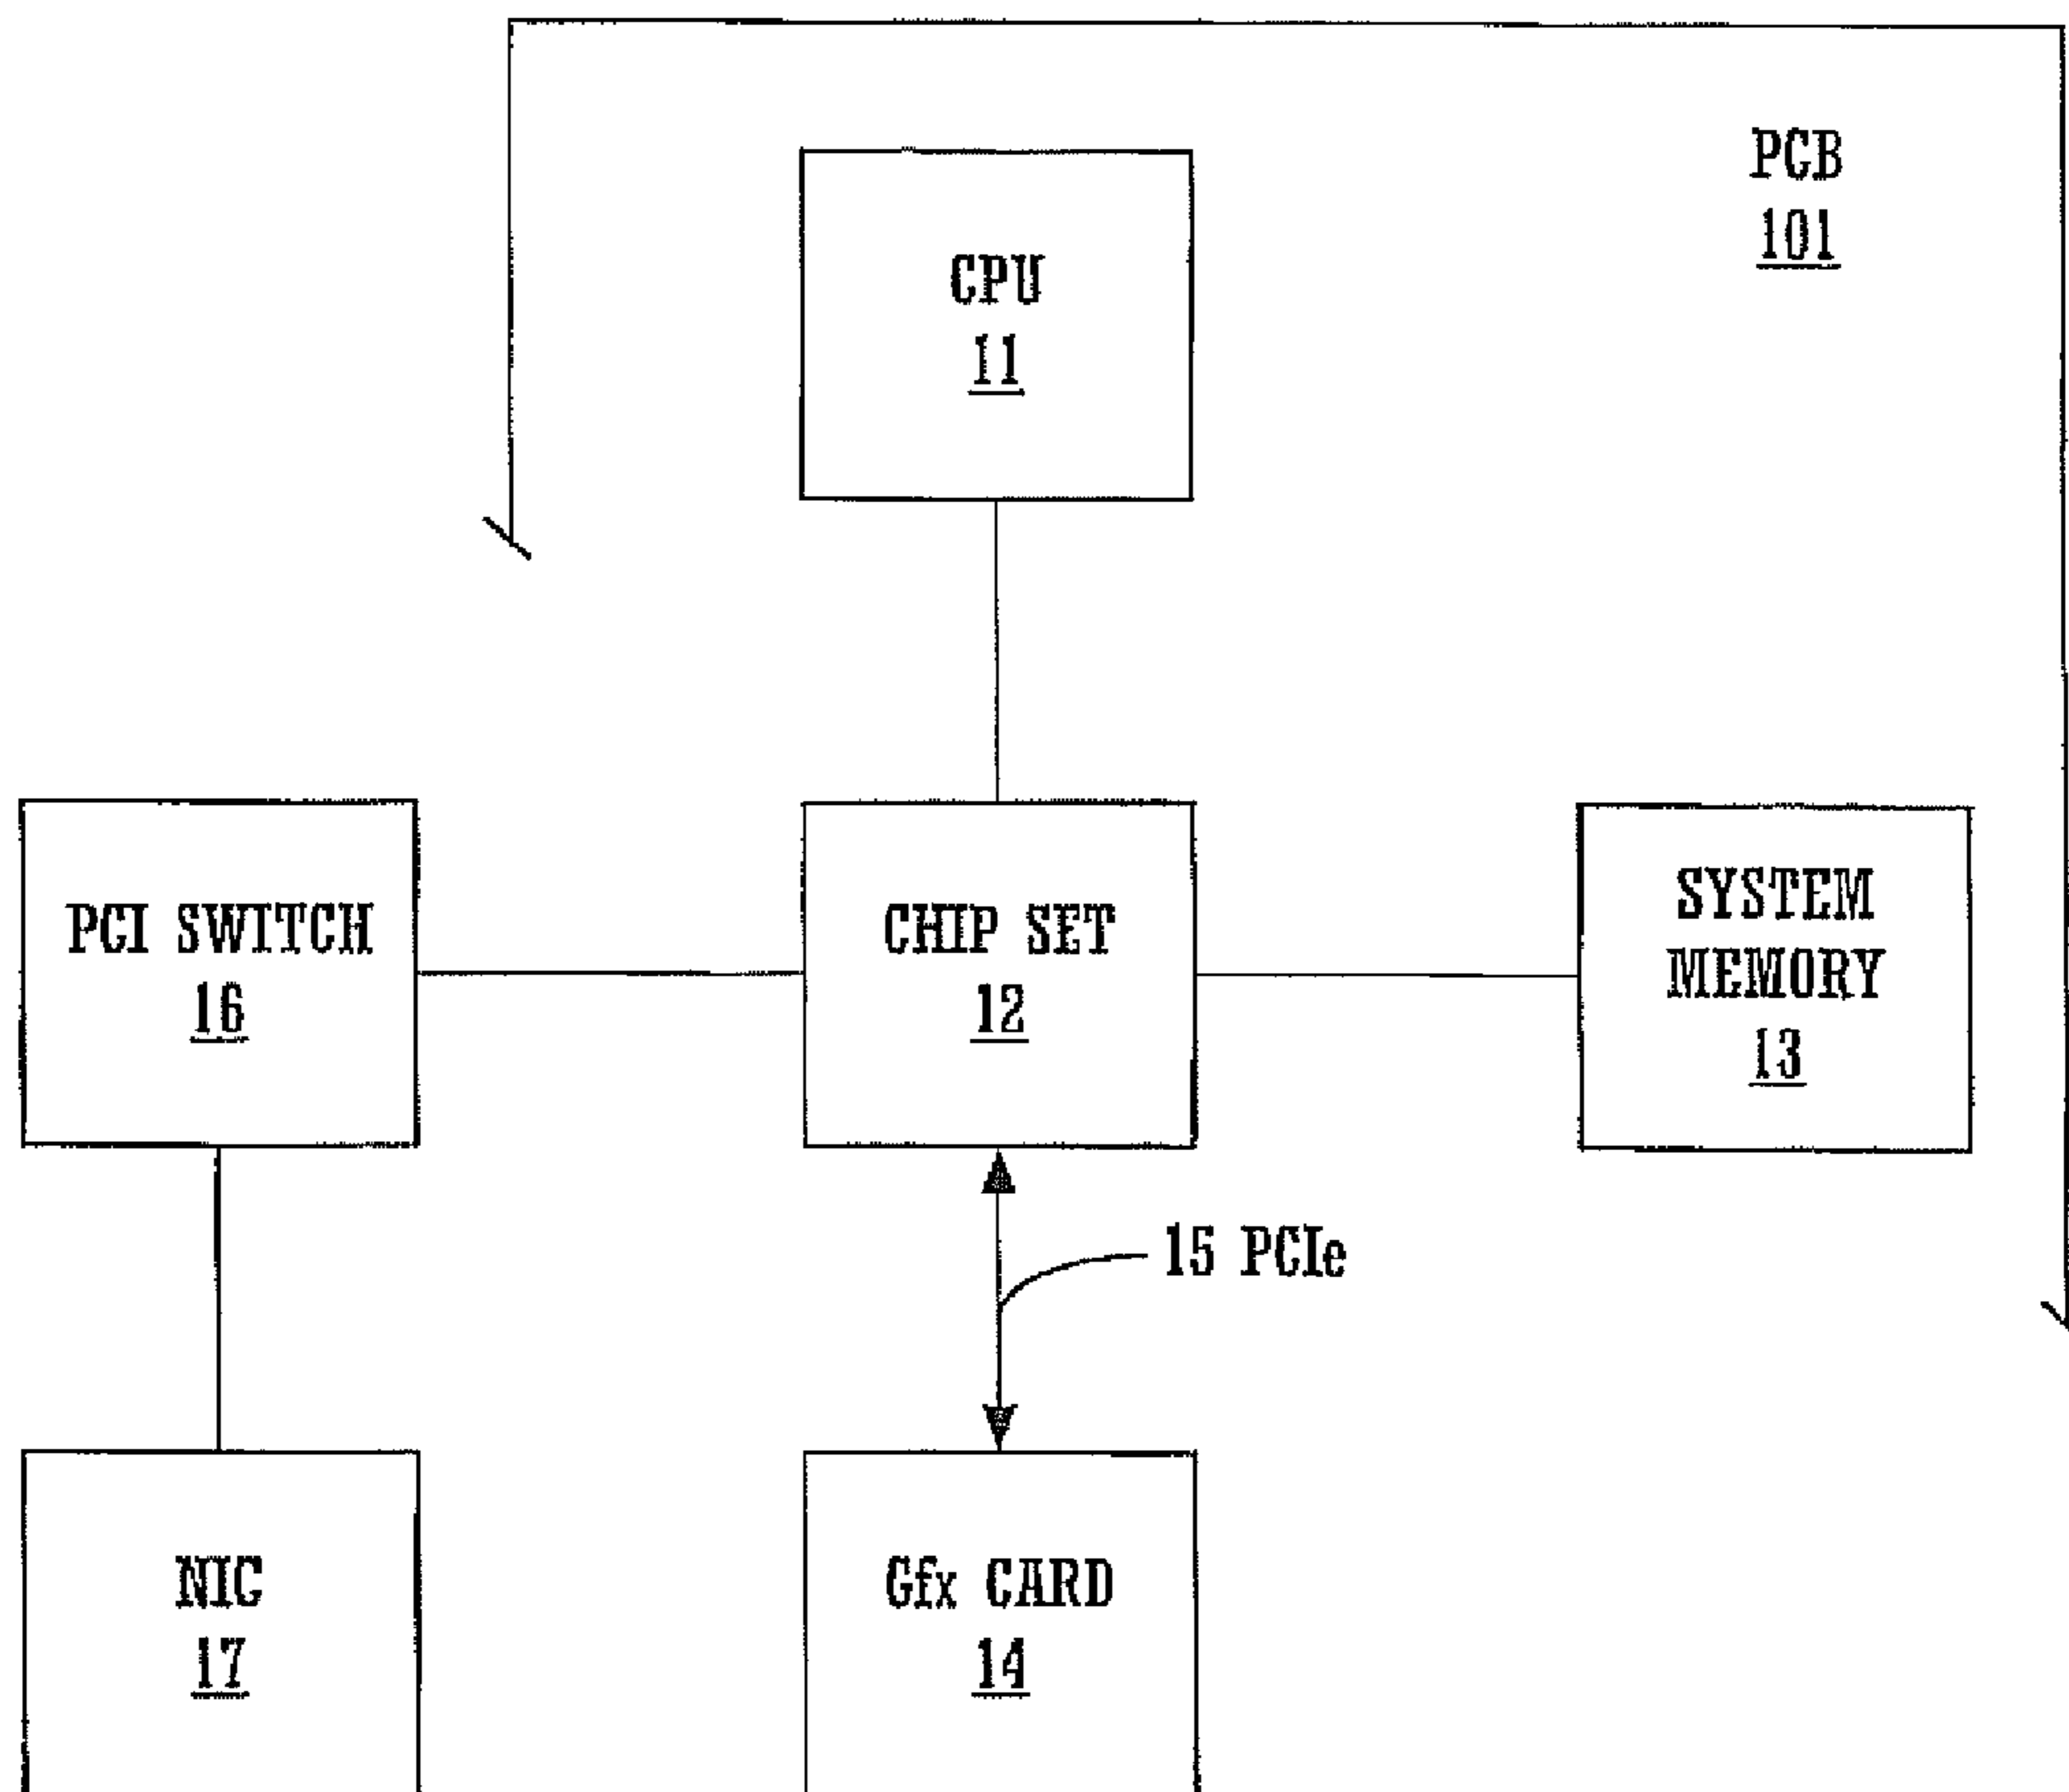 PCB
101
CPU
11
PCI SWITCH
16
CHIP SET
12
SYSTEM
MEMORY
13
15 PCIe
NIC
17
Gfx CARD
14